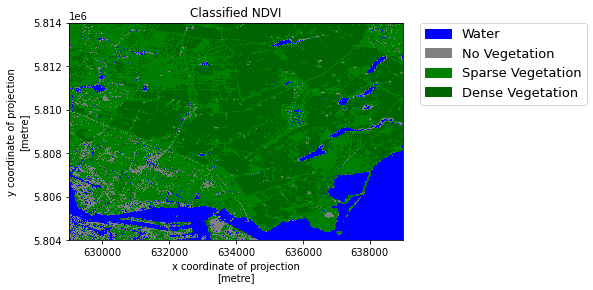 Classified NDVI
1e6
5.814
5.812
5.810
5.808
5.806
5.804
y coordinate of projection
[metre]
630000 632000 634000 636000 638000
x coordinate of projection
[metre]
Water
No Vegetation
Sparse Vegetation
Dense Vegetation